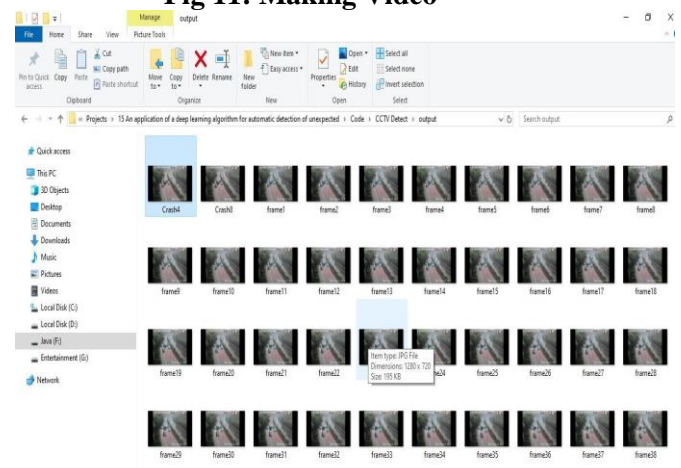 Fig 11: Making Video
Manage output
File Home Share View Picture Tools
Pin to Quick access
Copy
Paste
Cut
Copy path
Paste shortcut
Clipboard
Move to
Copy to
Delete
Rename
Organize
New folder
New item
Easy access
New
Properties
Open
Edit
History
Open
Select all
Select none
Invert selection
Select
« Projects › 15 An application of a deep learning algorithm for automatic detection of unexpected › Code › CCTV Detect › output
Search output
Quick access
This PC
3D Objects
Desktop
Documents
Downloads
Music
Pictures
Videos
Local Disk (C:)
Local Disk (D:)
Java (F:)
Entertainment (G:)
Network
Crash4 Crash8 frame1 frame2 frame3 frame4 frame5 frame6 frame7 frame8
frame9 frame10 frame11 frame12 frame13 frame14 frame15 frame16 frame17 frame18
frame19 frame20 frame21 frame22 frame25 frame26 frame27 frame28
Item type: JPG File
Dimensions: 1280 x 720
Size: 195 KB
frame29 frame30 frame31 frame32 frame33 frame34 frame35 frame36 frame37 frame38